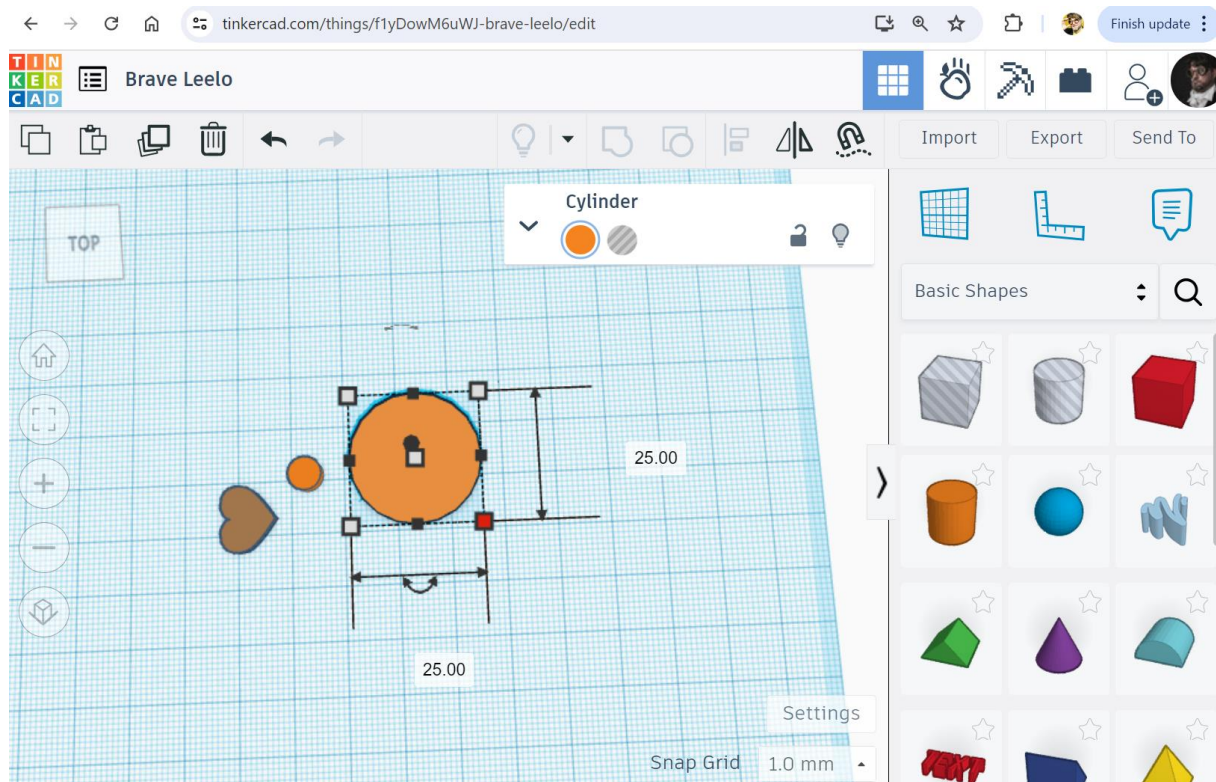 tinkercad.com/things/f1yDowM6uWJ-brave-leelo/edit
Finish update
TIN
KER
CAD
Brave Leelo
Import Export Send To
Cylinder
TOP
Basic Shapes
25.00
25.00
TEXT
Settings
Snap Grid 1.0 mm